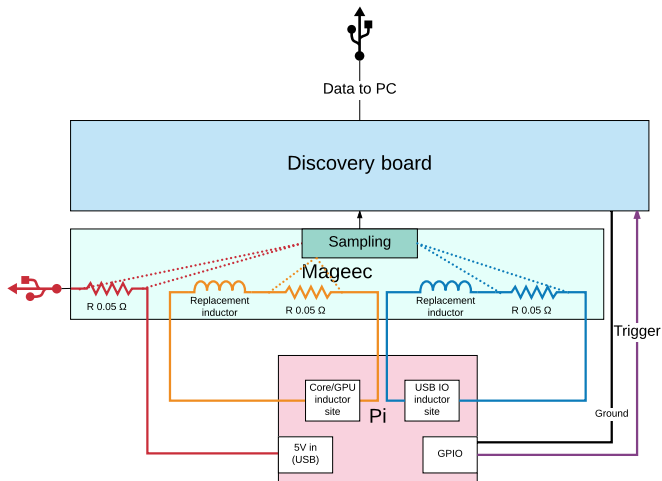 Data to PC
Discovery board
Sampling
Mageec
R 0.05 Ω
Replacement
inductor
R 0.05 Ω
Replacement
inductor
R 0.05 Ω
Trigger
Core/GPU
inductor
site
USB IO
inductor
site
Pi
Ground
5V in
(USB)
GPIO